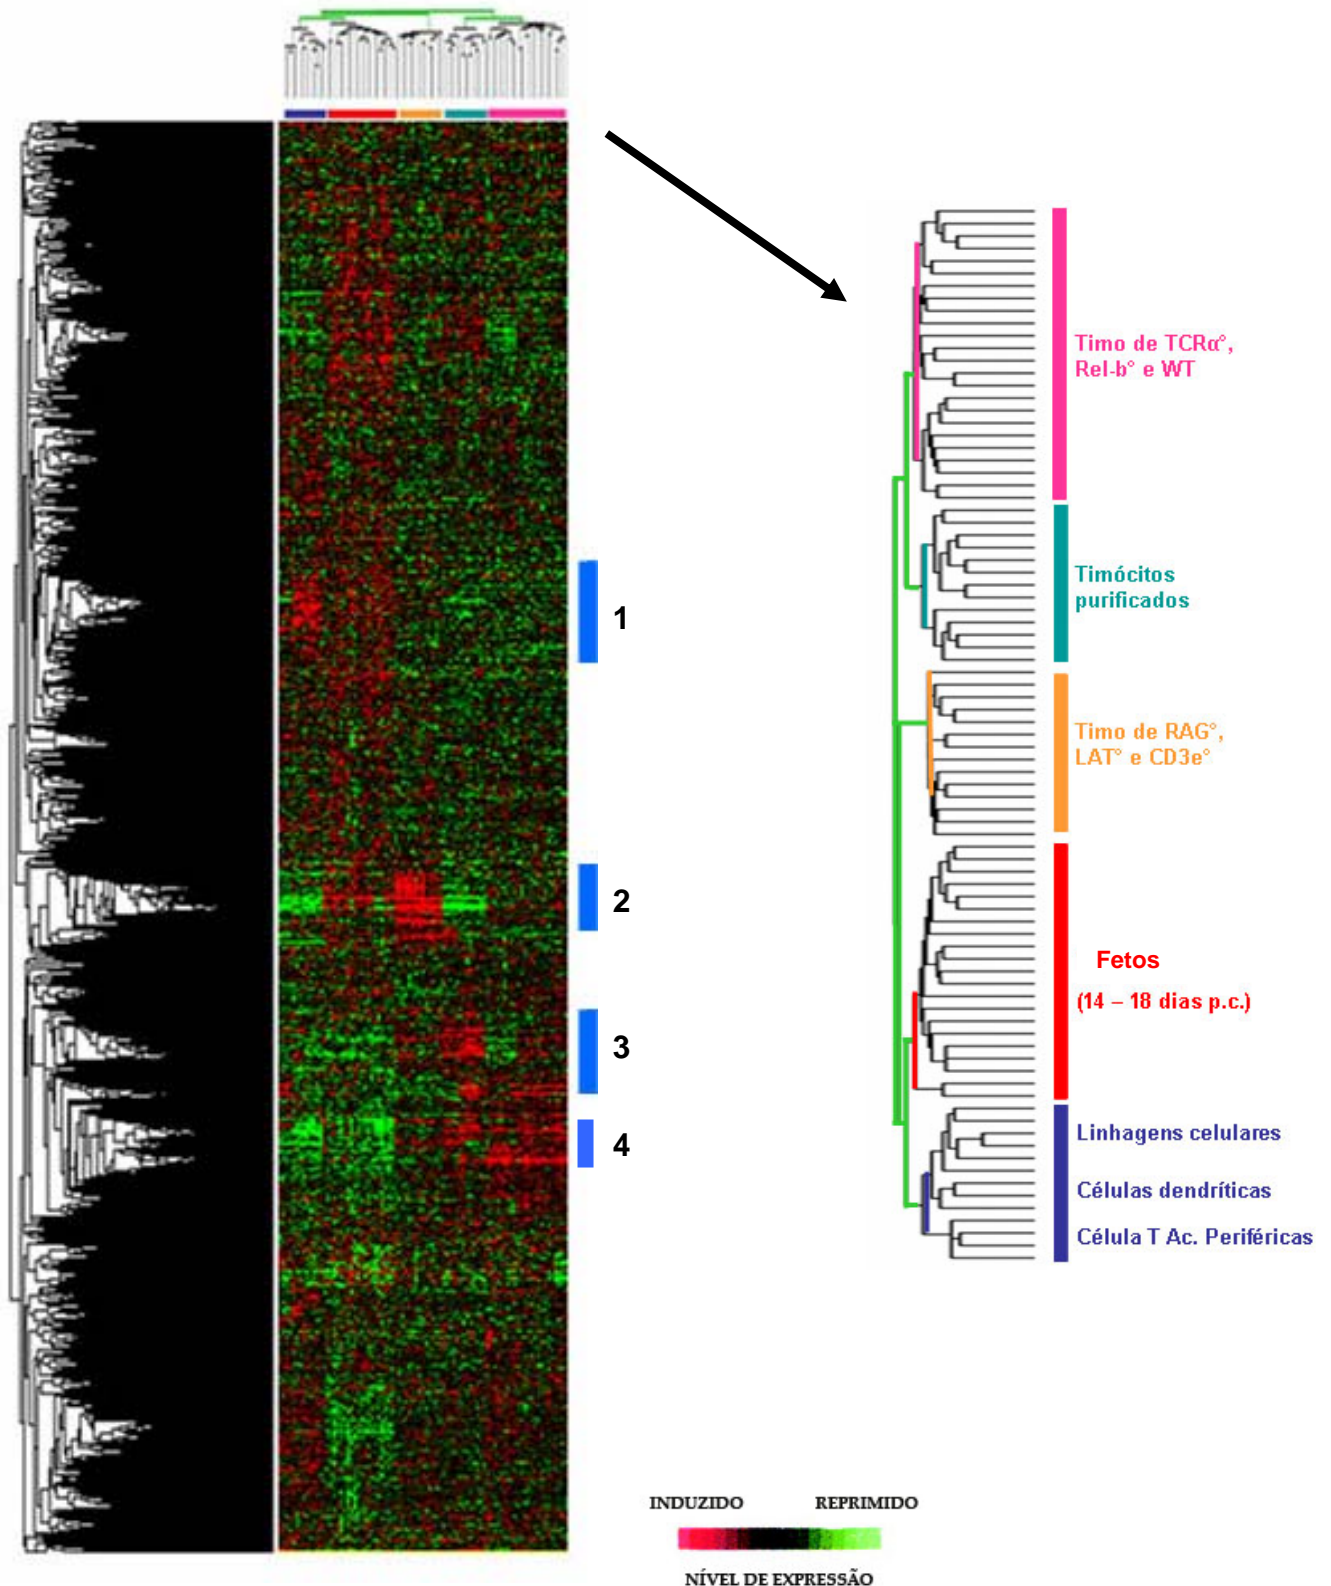 Timo de TCRα°,
Rel-b° e WT
Timócitos
purificados
1
Timo de RAG°,
LAT° e CD3e°
2
Fetos
(14 – 18 dias p.c.)
3
4
Linhagens celulares
Células dendríticas
Célula T Ac. Periféricas
INDUZIDO REPRIMIDO
NÍVEL DE EXPRESSÃO